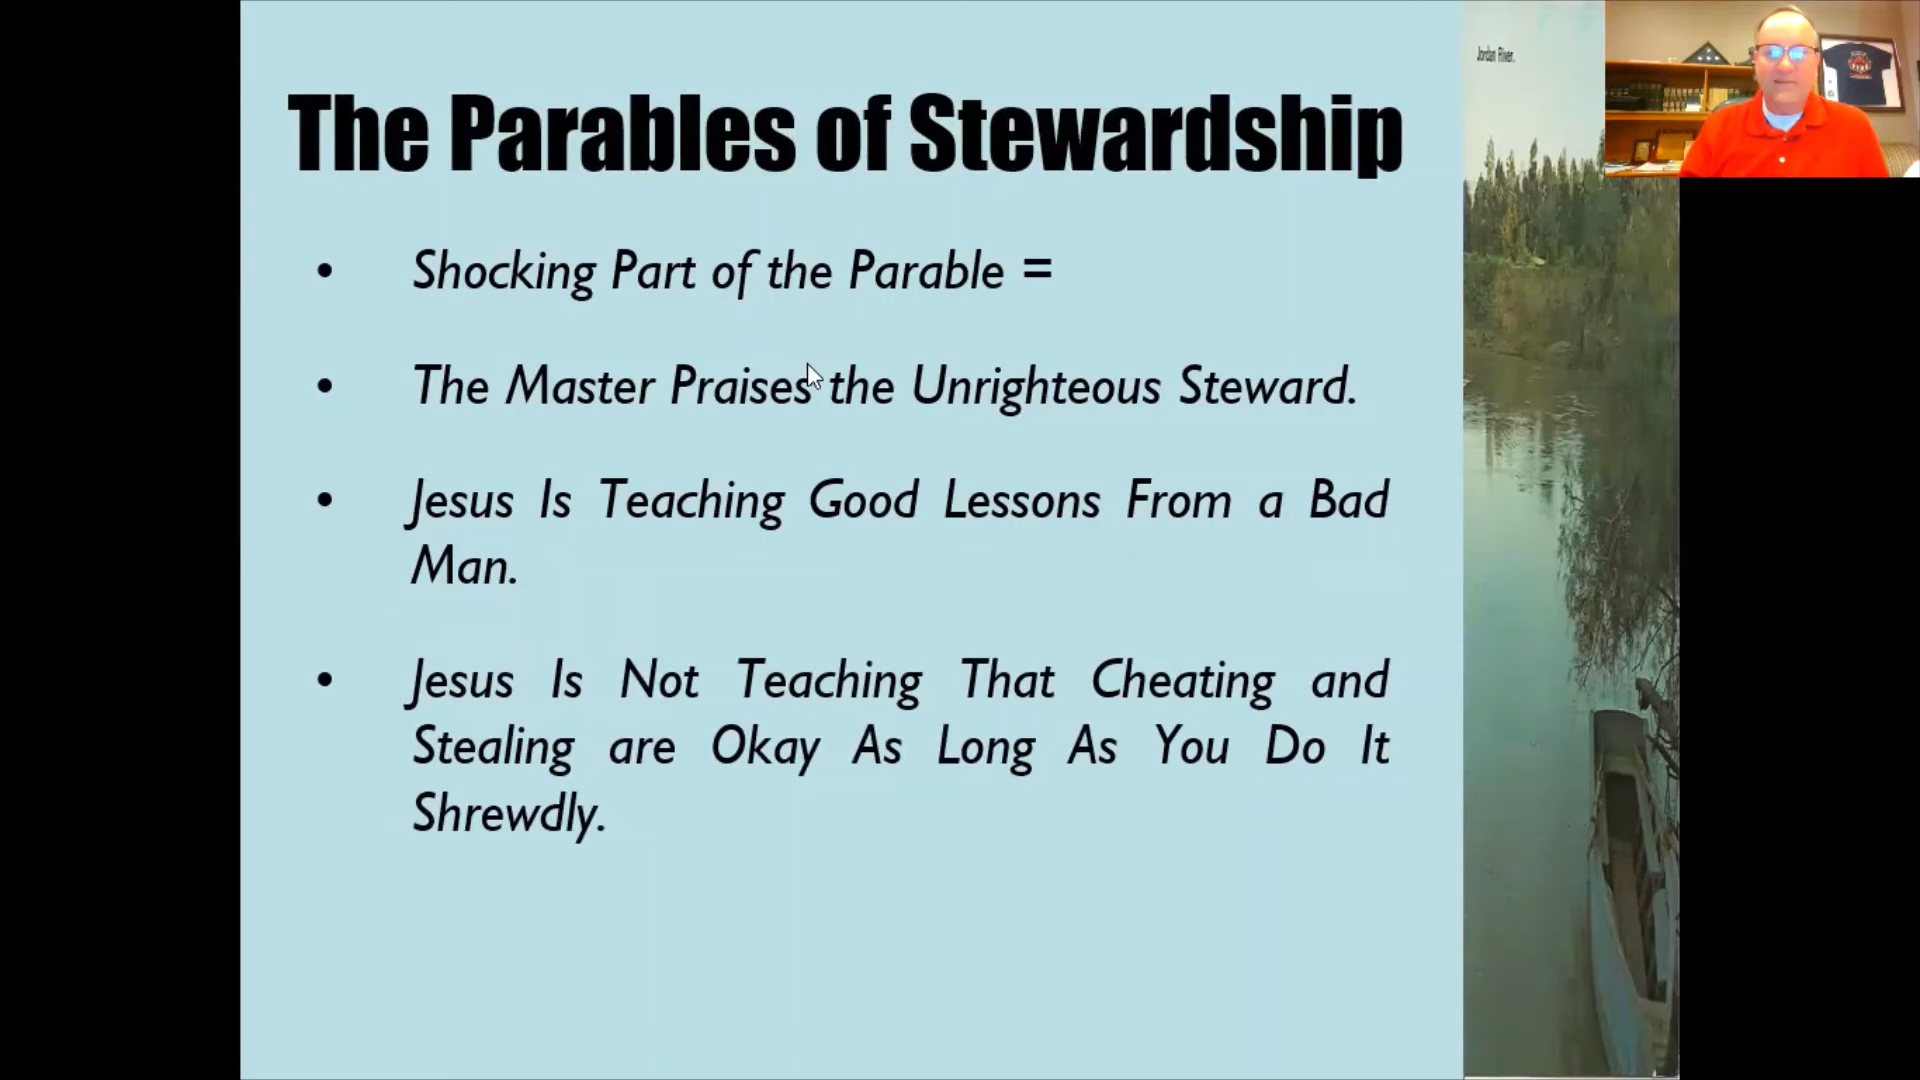 The Parables of Stewardship
Jordan River.
• Shocking Part of the Parable =
• The Master Praises the Unrighteous Steward.
• Jesus Is Teaching Good Lessons From a Bad
Man.
• Jesus Is Not Teaching That Cheating and
Stealing are Okay As Long As You Do It
Shrewdly.